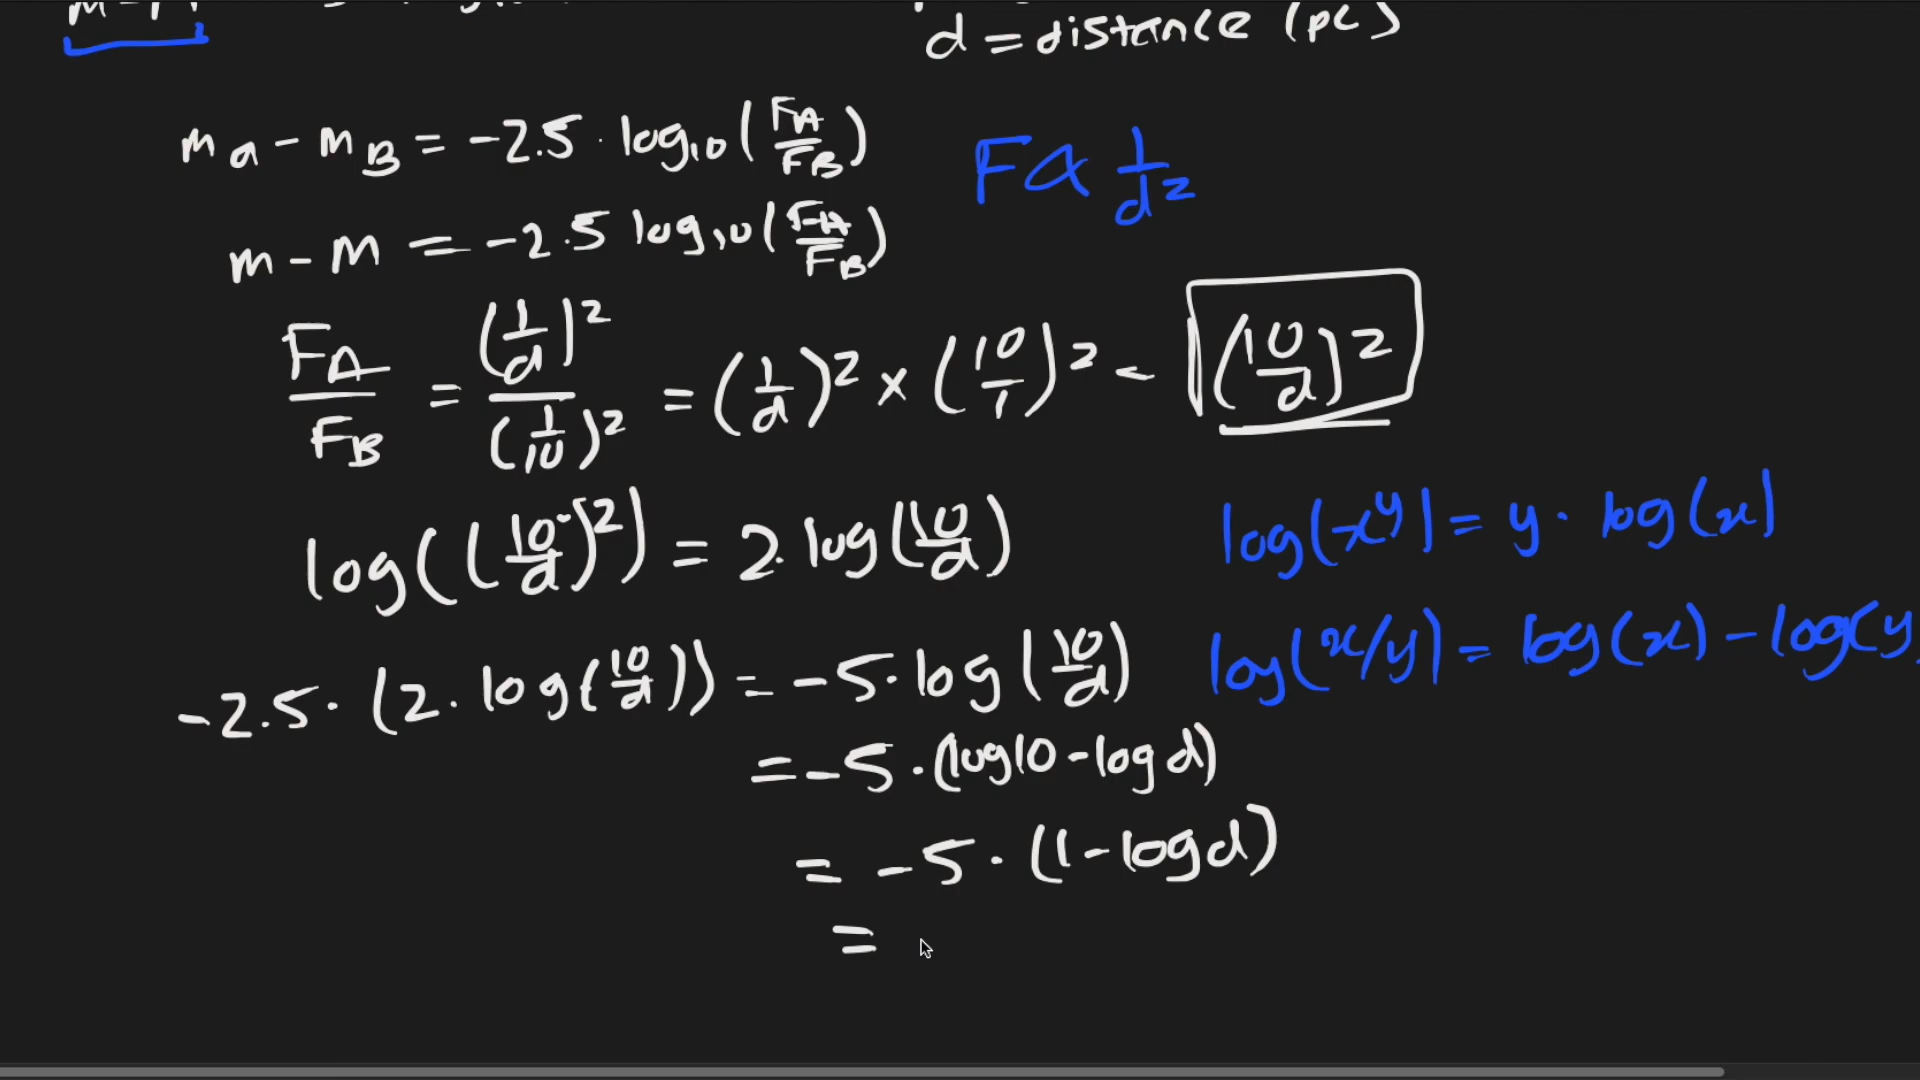 d = distance (pc)
m_A - m_B = -2.5 · log₁₀(F_A/F_B)
F α 1/d²
m - M = -2.5 log₁₀(F_A/F_B)
F_A/F_B = (1/d)²/(1/10)² = (1/d)² × (10/1)² = (10/d)²
log((10/d)²) = 2 · log(10/d)
log(x^y) = y · log(x)
-2.5 · (2 · log(10/d)) = -5 · log(10/d)
log(x/y) = log(x) - log(y)
= -5 · (log10 - log d)
= -5 · (1 - log d)
=